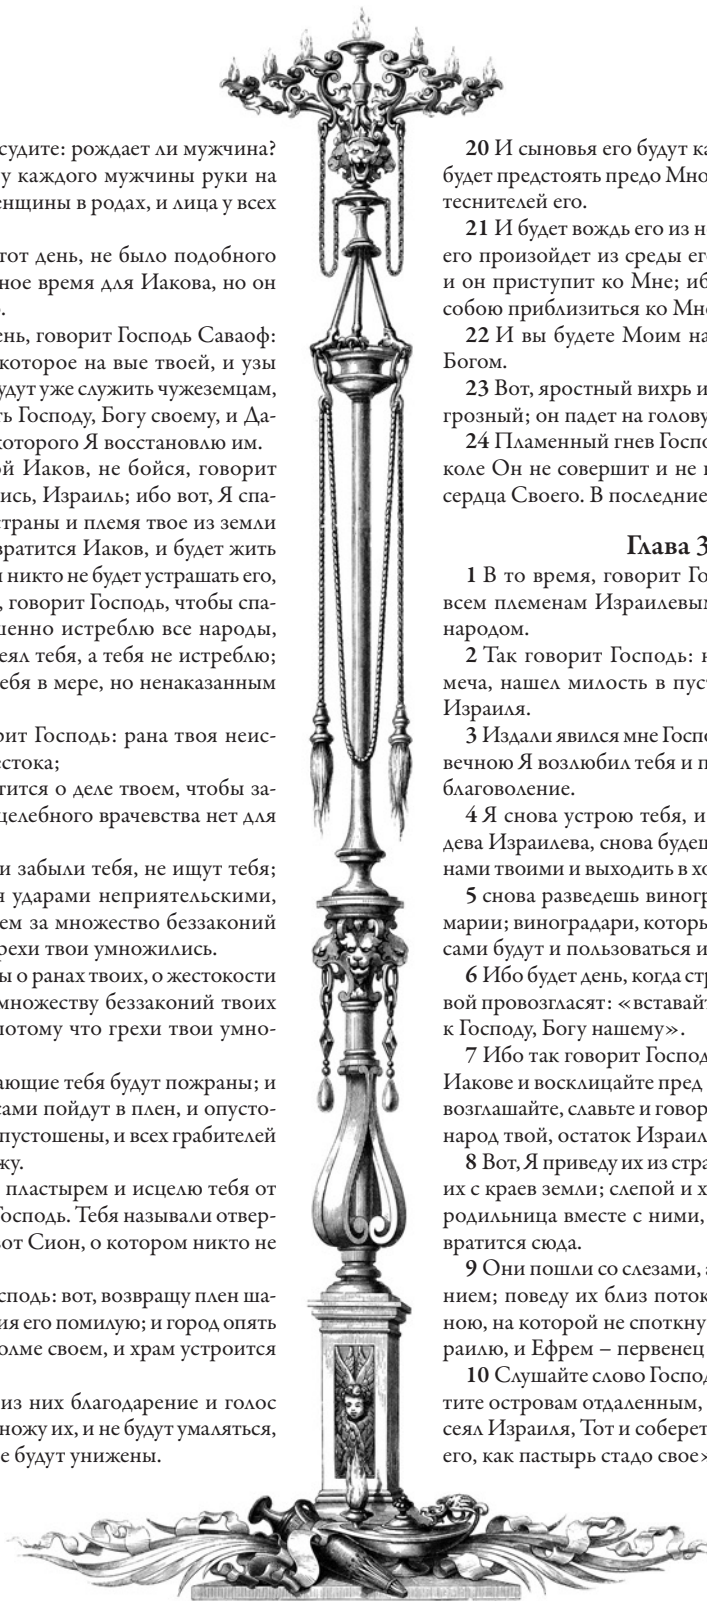 судите: рождает ли мужчина?
у каждого мужчины руки на
енщины в родах, и лица у всех
тот день, не было подобного
ное время для Иакова, но он
ень, говорит Господь Саваоф:
которое на вые твоей, и узы
удут уже служить чужеземцам,
ть Господу, Богу своему, и Да-
которого Я восстановлю им.
ой Иаков, не бойся, говорит
ись, Израиль; ибо вот, Я спа-
страны и племя твое из земли
вратится Иаков, и будет жить
и никто не будет устрашать его,
, говорит Господь, чтобы спа-
шенно истреблю все народы,
еял тебя, а тебя не истреблю;
ебя в мере, но ненаказанным
рит Господь: рана твоя неис-
естока;
тится о деле твоем, чтобы за-
целебного врачевства нет для
и забыли тебя, не ищут тебя;
я ударами неприятельскими,
ем за множество беззаконий
рехи твои умножились.
ы о ранах твоих, о жестокости
множеству беззаконий твоих
потому что грехи твои умно-
ающие тебя будут пожраны; и
сами пойдут в плен, и опусто-
пустошены, и всех грабителей
жу.
пластырем и исцелю тебя от
Господь. Тебя называли отвер-
вот Сион, о котором никто не
сподь: вот, возвращу плен ша-
ия его помилую; и город опять
олме своем, и храм устроится
из них благодарение и голос
ножу их, и не будут умаляться,
е будут унижены.
20 И сыновья его будут ка
будет предстоять предо Мно
теснителей его.
21 И будет вождь его из н
его произойдет из среды ег
и он приступит ко Мне; иб
собою приблизиться ко Мн
22 И вы будете Моим на
Богом.
23 Вот, яростный вихрь и
грозный; он падет на голову
24 Пламенный гнев Госпо
коле Он не совершит и не и
сердца Своего. В последние
Глава 3
1 В то время, говорит Го
всем племенам Израилевым
народом.
2 Так говорит Господь: н
меча, нашел милость в пуст
Израиля.
3 Издали явился мне Госпо
вечною Я возлюбил тебя и п
благоволение.
4 Я снова устрою тебя, и
дева Израилева, снова будеш
нами твоими и выходить в хо
5 снова разведешь виногр
марии; виноградари, которы
сами будут и пользоваться и
6 Ибо будет день, когда стр
вой провозгласят: «вставайт
к Господу, Богу нашему».
7 Ибо так говорит Господ
Иакове и восклицайте пред
возглашайте, славьте и говор
народ твой, остаток Израил
8 Вот, Я приведу их из стра
их с краев земли; слепой и х
родильница вместе с ними,
вратится сюда.
9 Они пошли со слезами, а
нием; поведу их близ поток
ною, на которой не споткну
раилю, и Ефрем – первенец
10 Слушайте слово Господ
тите островам отдаленным,
сеял Израиля, Тот и соберет
его, как пастырь стадо свое»